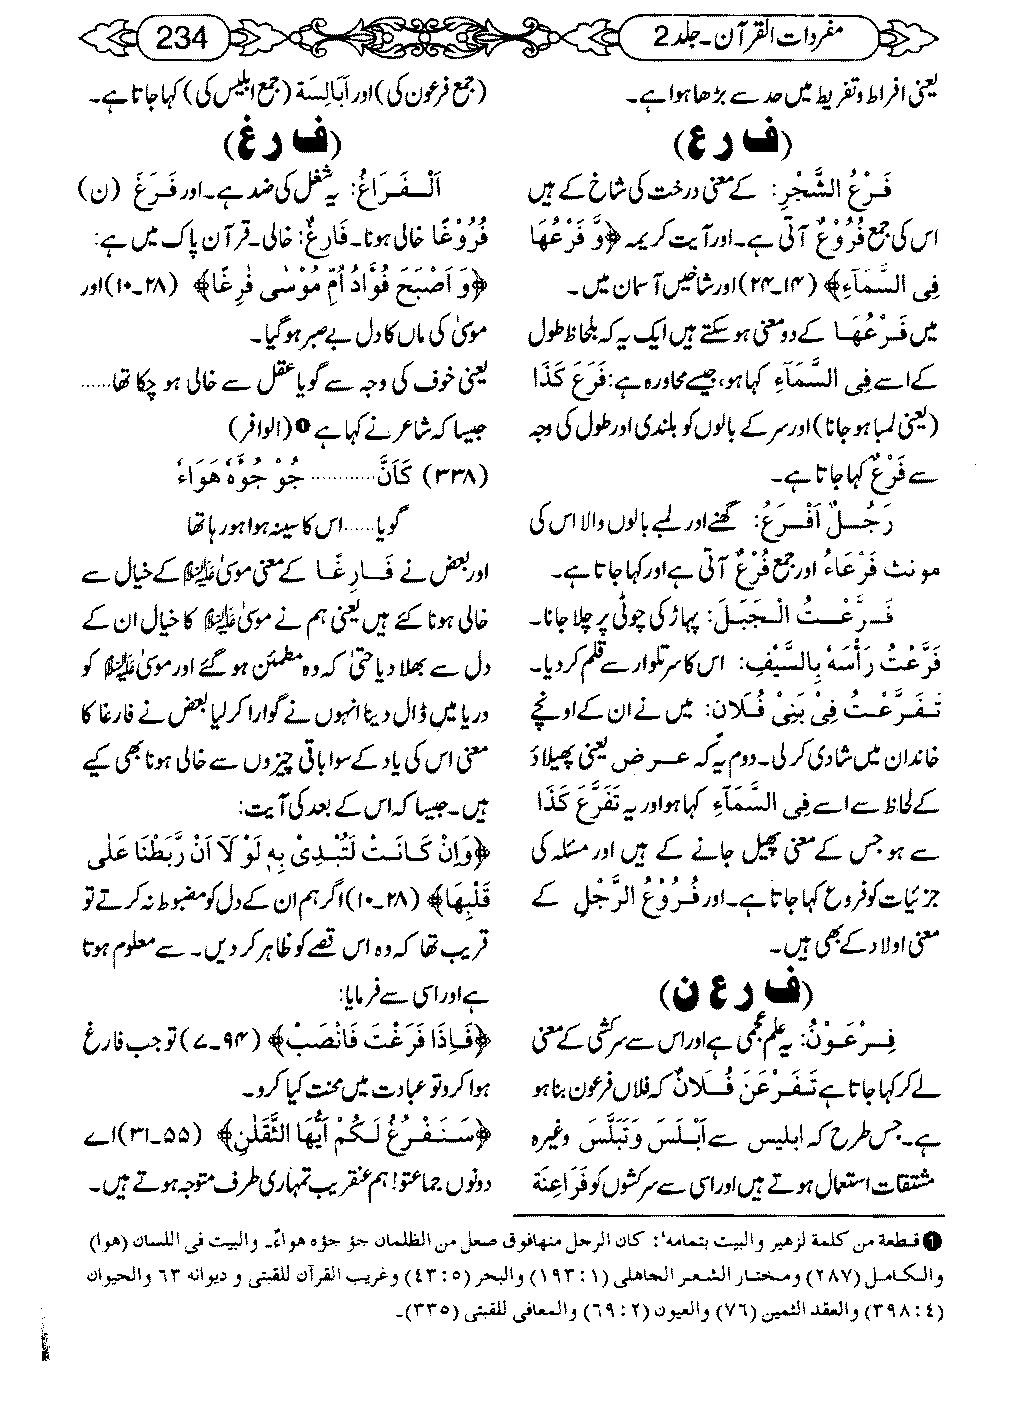 مفردات القرآن۔جلد 2
234
یعنی افراط وتفریط میں حد سے بڑھا ہوا ہے۔
(ف ر ع)
فَرْعُ الشَّجْرِ: کے معنی درخت کی شاخ کے ہیں
اس کی جمع فُرُوْعٌ آتی ہے۔ اور آیت کریمہ ﴿وَّ فَرْعُهَا
فِی السَّمَآءِ﴾ (۱۴۔۲۴) اور شاخیں آسمان میں۔
میں فَرْعُهَا کے دو معنی ہو سکتے ہیں ایک یہ کہ بلحاظ طول
کے اسے فِی السَّمَآءِ کہا ہو، جیسے محاورہ ہے: فَرَعَ كَذَا
(یعنی لمبا ہو جانا) اور سر کے بالوں کو بلندی اور طول کی وجہ
سے فَرْعٌ کہا جاتا ہے۔
رَجُلٌ اَفْرَعُ: گھنے اور لمبے بالوں والا اس کی
مونث فَرْعَاءُ اور جمع فُرْعٌ آتی ہے اور کہا جاتا ہے۔
فَرَّعْتُ الْجَبَلَ: پہاڑ کی چوٹی پر چلا جانا۔
فَرَّعْتُ رَأْسَهُ بِالسَّيْفِ: اس کا سر تلوار سے قلم کر دیا۔
تَفَرَّعْتُ فِیْ بَنِیْ فُلَانٍ: میں نے ان کے اونچے
خاندان میں شادی کر لی۔ دوم یہ کہ عرض یعنی پھیلاؤ
کے لحاظ سے اسے فِی السَّمَآءِ کہا ہو اور یہ تَفَرَّعَ كَذَا
سے ہو جس کے معنی پھیل جانے کے ہیں اور مسئلہ کی
جزئیات کو فروع کہا جاتا ہے۔ اور فُرُوْعُ الرَّجُلِ کے
معنی اولاد کے بھی ہیں۔
(ف ر ع ن)
فِرْعَوْنُ: یہ علم عجمی ہے اور اس سے سرکشی کے معنی
لے کر کہا جاتا ہے تَفَرْعَنَ فُلَانٌ کہ فلاں فرعون بنا ہو
ہے۔ جس طرح کہ ابلیس سے اَبْلَسَ وَتَبَلَّسَ وغیرہ
مشتقات استعمال ہوتے ہیں اور اسی سے سرکشوں کو فَرَاعِنَة
(جمع فرعون کی) اور اَبَالِسَة (جمع ابلیس کی) کہا جاتا ہے۔
(ف ر غ)
اَلْفَرَاغُ: یہ شغل کی ضد ہے۔ اور فَرَغَ (ن)
فُرُوْغًا خالی ہونا۔ فَارِغٌ: خالی۔ قرآن پاک میں ہے:
﴿وَ اَصْبَحَ فُؤَادُ اُمِّ مُوْسٰی فٰرِغًا﴾ (۲۸۔۱۰) اور
موسیٰ کی ماں کا دل بے صبر ہو گیا۔
یعنی خوف کی وجہ سے گویا عقل سے خالی ہو چکا تھا......
جیسا کہ شاعر نے کہا ہے ❶ (الوافر)
(۳۳۸) كَاَنَّ ............ جُوْ جُوْهُ هَوَاءُ
گویا...... اس کا سینہ ہوا ہو رہا تھا
اور بعض نے فَارِغًا کے معنی موسیٰ علیہ السلام کے خیال سے
خالی ہونا کئے ہیں یعنی ہم نے موسیٰ علیہ السلام کا خیال ان کے
دل سے بھلا دیا حتیٰ کہ وہ مطمئن ہو گئے اور موسیٰ علیہ السلام کو
دریا میں ڈال دینا انہوں نے گوارا کر لیا بعض نے فارغا کا
معنی اس کی یاد کے سوا باقی چیزوں سے خالی ہونا بھی کیے
ہیں۔ جیسا کہ اس کے بعد کی آیت:
﴿وَاِنْ كَانَتْ لَتُبْدِیْ بِهٖ لَوْ لَآ اَنْ رَّبَطْنَا عَلٰی
قَلْبِهَا﴾ (۲۸۔۱۰) اگر ہم ان کے دل کو مضبوط نہ کرتے تو
قریب تھا کہ وہ اس قصے کو ظاہر کر دیں۔ سے معلوم ہوتا
ہے اور اسی سے فرمایا:
﴿فَاِذَا فَرَغْتَ فَانْصَبْ﴾ (۹۴۔۷) تو جب فارغ
ہوا کرو تو عبادت میں محنت کیا کرو۔
﴿سَنَفْرُغُ لَكُمْ اَيُّهَا الثَّقَلٰنِ﴾ (۵۵۔۳۱) اے
دونوں جماعتو! ہم عنقریب تمہاری طرف متوجہ ہوتے ہیں۔
❶ قطعة من كلمة لزهير والبيت بتمامه: كان الرحل منهافوق صعل من الظلمان جؤ جؤه هواءٌ۔ والبيت فی اللسان (هوا)
والكامل (۲۸۷) ومختار الشعر الجاهلی (۱:۱۹۳) والبحر (۵:۴۳) وغريب القرآن للقبتی و ديوانه ۶۳ والحيوان
(۴:۳۹۸) والعقد الثمين (۷۶) والعيون (۲:۶۹) والمعافی للقبتی (۳۳۵)۔